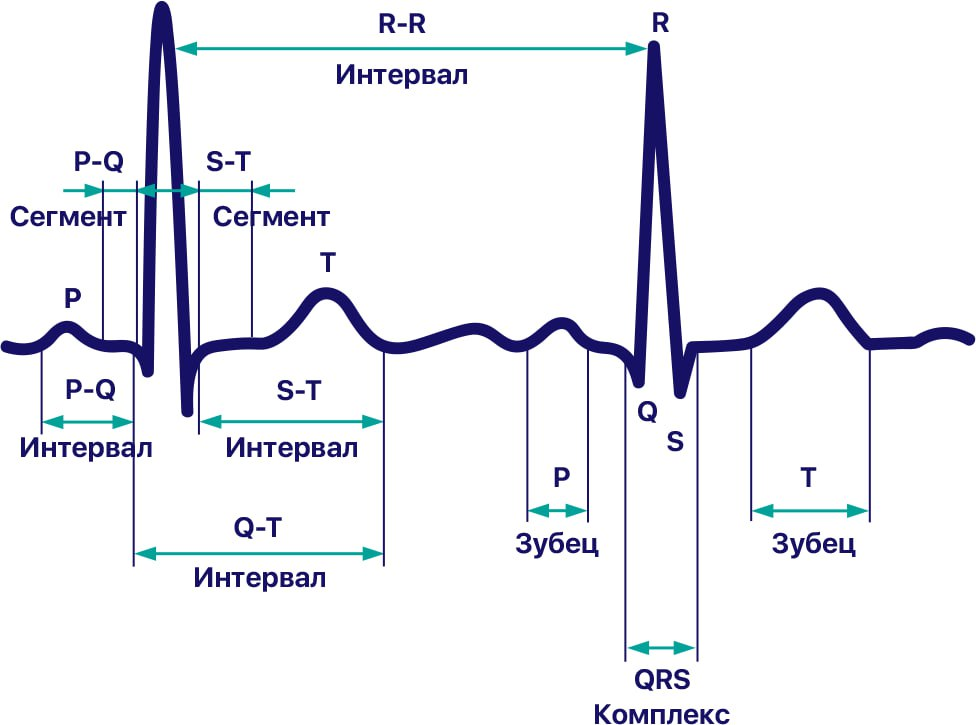 R-R
R
Интервал
P-Q
S-T
Сегмент
Сегмент
T
P
P-Q
S-T
Q
S
Интервал
Интервал
P
T
Q-T
Зубец
Зубец
Интервал
QRS
Комплекс